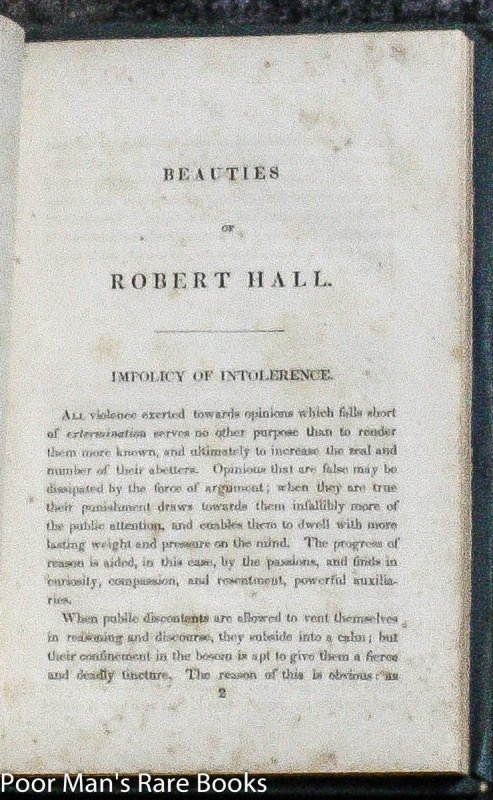 BEAUTIES
OF
ROBERT HALL.
IMPOLICY OF INTOLERENCE.
ALL violence exerted towards opinions which falls short
of extermination serves no other purpose than to render
them more known, and ultimately to increase the zeal and
number of their abetters. Opinions that are false may be
dissipated by the force of argument; when they are true
their punishment draws towards them infallibly more of
the public attention, and enables them to dwell with more
lasting weight and pressure on the mind. The progress of
reason is aided, in this case, by the passions, and finds in
curiosity, compassion, and resentment, powerful auxilia-
ries.
When public discontents are allowed to vent themselves
in reasoning and discourse, they subside into a calm; but
their confinement in the bosom is apt to give them a fierce
and deadly tincture. The reason of this is obvious: as
2
Poor Man's Rare Books